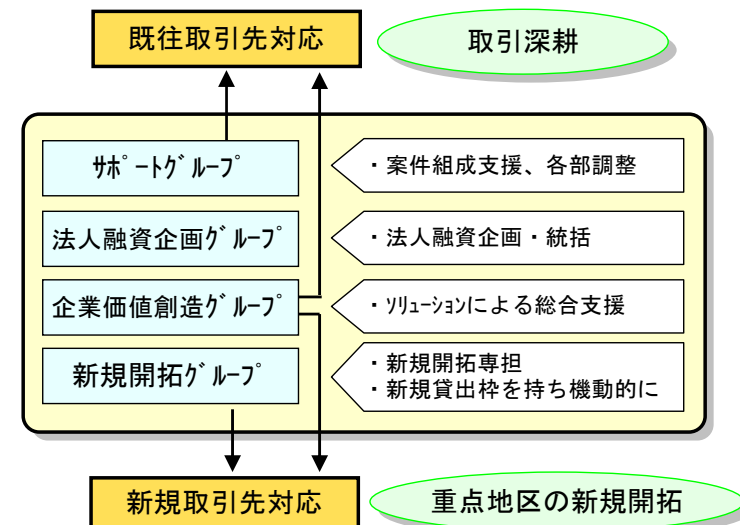 既往取引先対応
取引深耕
ｻﾎﾟｰﾄｸﾞﾙｰﾌﾟ
・案件組成支援、各部調整
法人融資企画ｸﾞﾙｰﾌﾟ
・法人融資企画・統括
企業価値創造ｸﾞﾙｰﾌﾟ
・ｿﾘｭｰｼｮﾝによる総合支援
新規開拓ｸﾞﾙｰﾌﾟ
・新規開拓専担
・新規貸出枠を持ち機動的に
新規取引先対応
重点地区の新規開拓